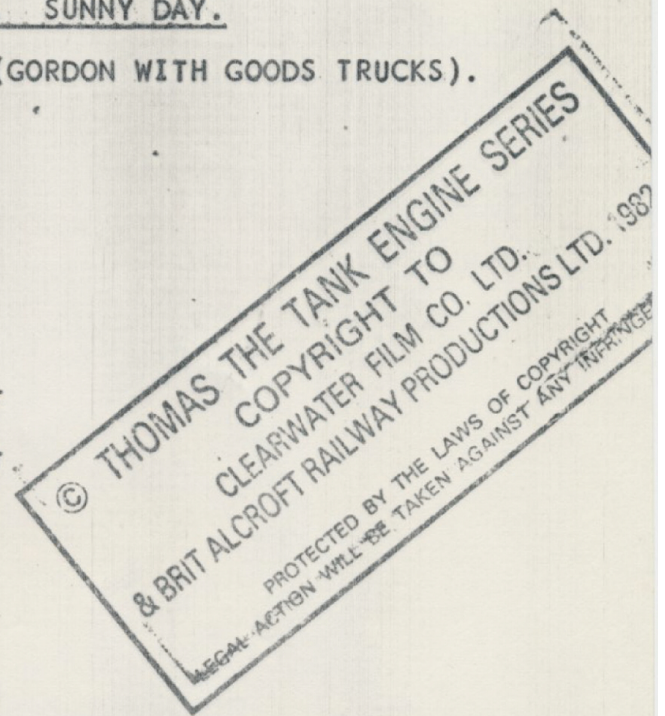 SUNNY DAY.
(GORDON WITH GOODS TRUCKS).
© THOMAS THE TANK ENGINE SERIES
COPYRIGHT TO
CLEARWATER FILM CO. LTD.
& BRIT ALCROFT RAILWAY PRODUCTIONS LTD. 1982
PROTECTED BY THE LAWS OF COPYRIGHT
LEGAL ACTION WILL BE TAKEN AGAINST ANY INFRINGE